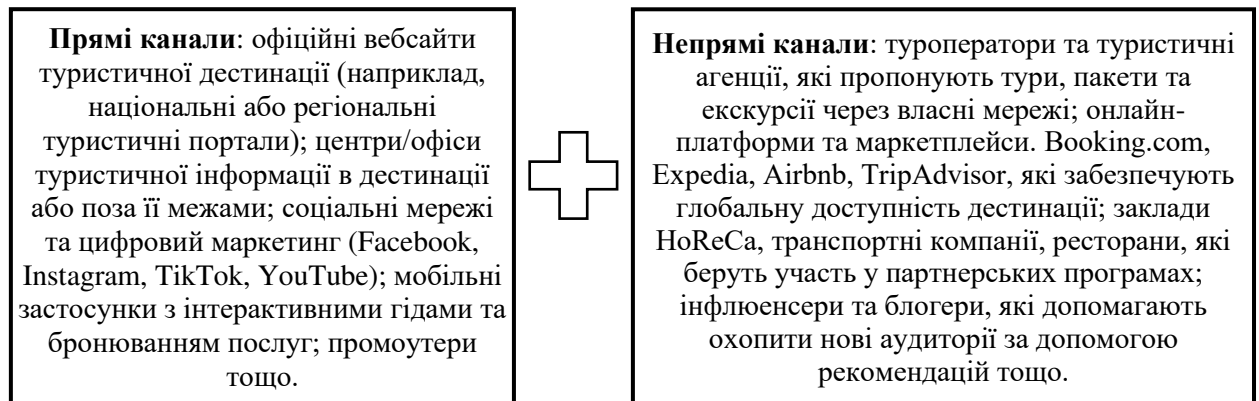 Прямі канали: офіційні вебсайти
туристичної дестинації (наприклад,
національні або регіональні
туристичні портали); центри/офіси
туристичної інформації в дестинації
або поза її межами; соціальні мережі
та цифровий маркетинг (Facebook,
Instagram, TikTok, YouTube); мобільні
застосунки з інтерактивними гідами та
бронюванням послуг; промоутери
тощо.
Непрямі канали: туроператори та туристичні
агенції, які пропонують тури, пакети та
екскурсії через власні мережі; онлайн-
платформи та маркетплейси. Booking.com,
Expedia, Airbnb, TripAdvisor, які забезпечують
глобальну доступність дестинації; заклади
HoReCa, транспортні компанії, ресторани, які
беруть участь у партнерських програмах;
інфлюенсери та блогери, які допомагають
охопити нові аудиторії за допомогою
рекомендацій тощо.